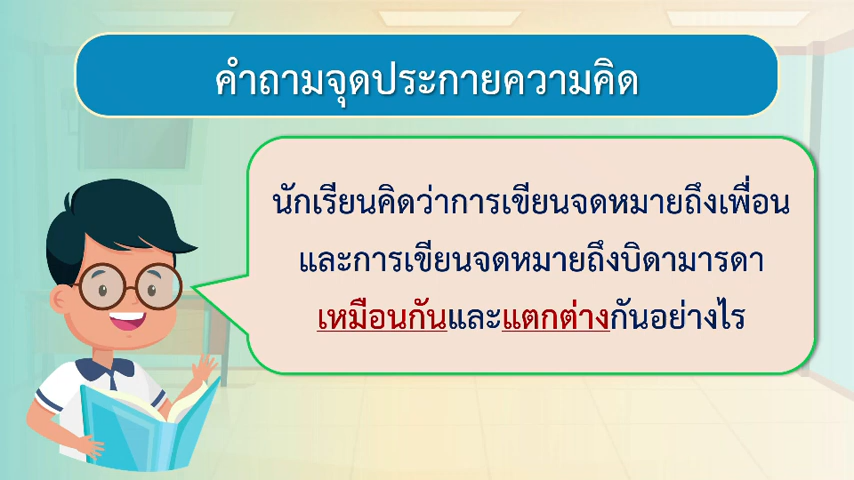 คำถามจุดประกายความคิด
นักเรียนคิดว่าการเขียนจดหมายถึงเพื่อน
และการเขียนจดหมายถึงบิดามารดา
เหมือนกันและแตกต่างกันอย่างไร